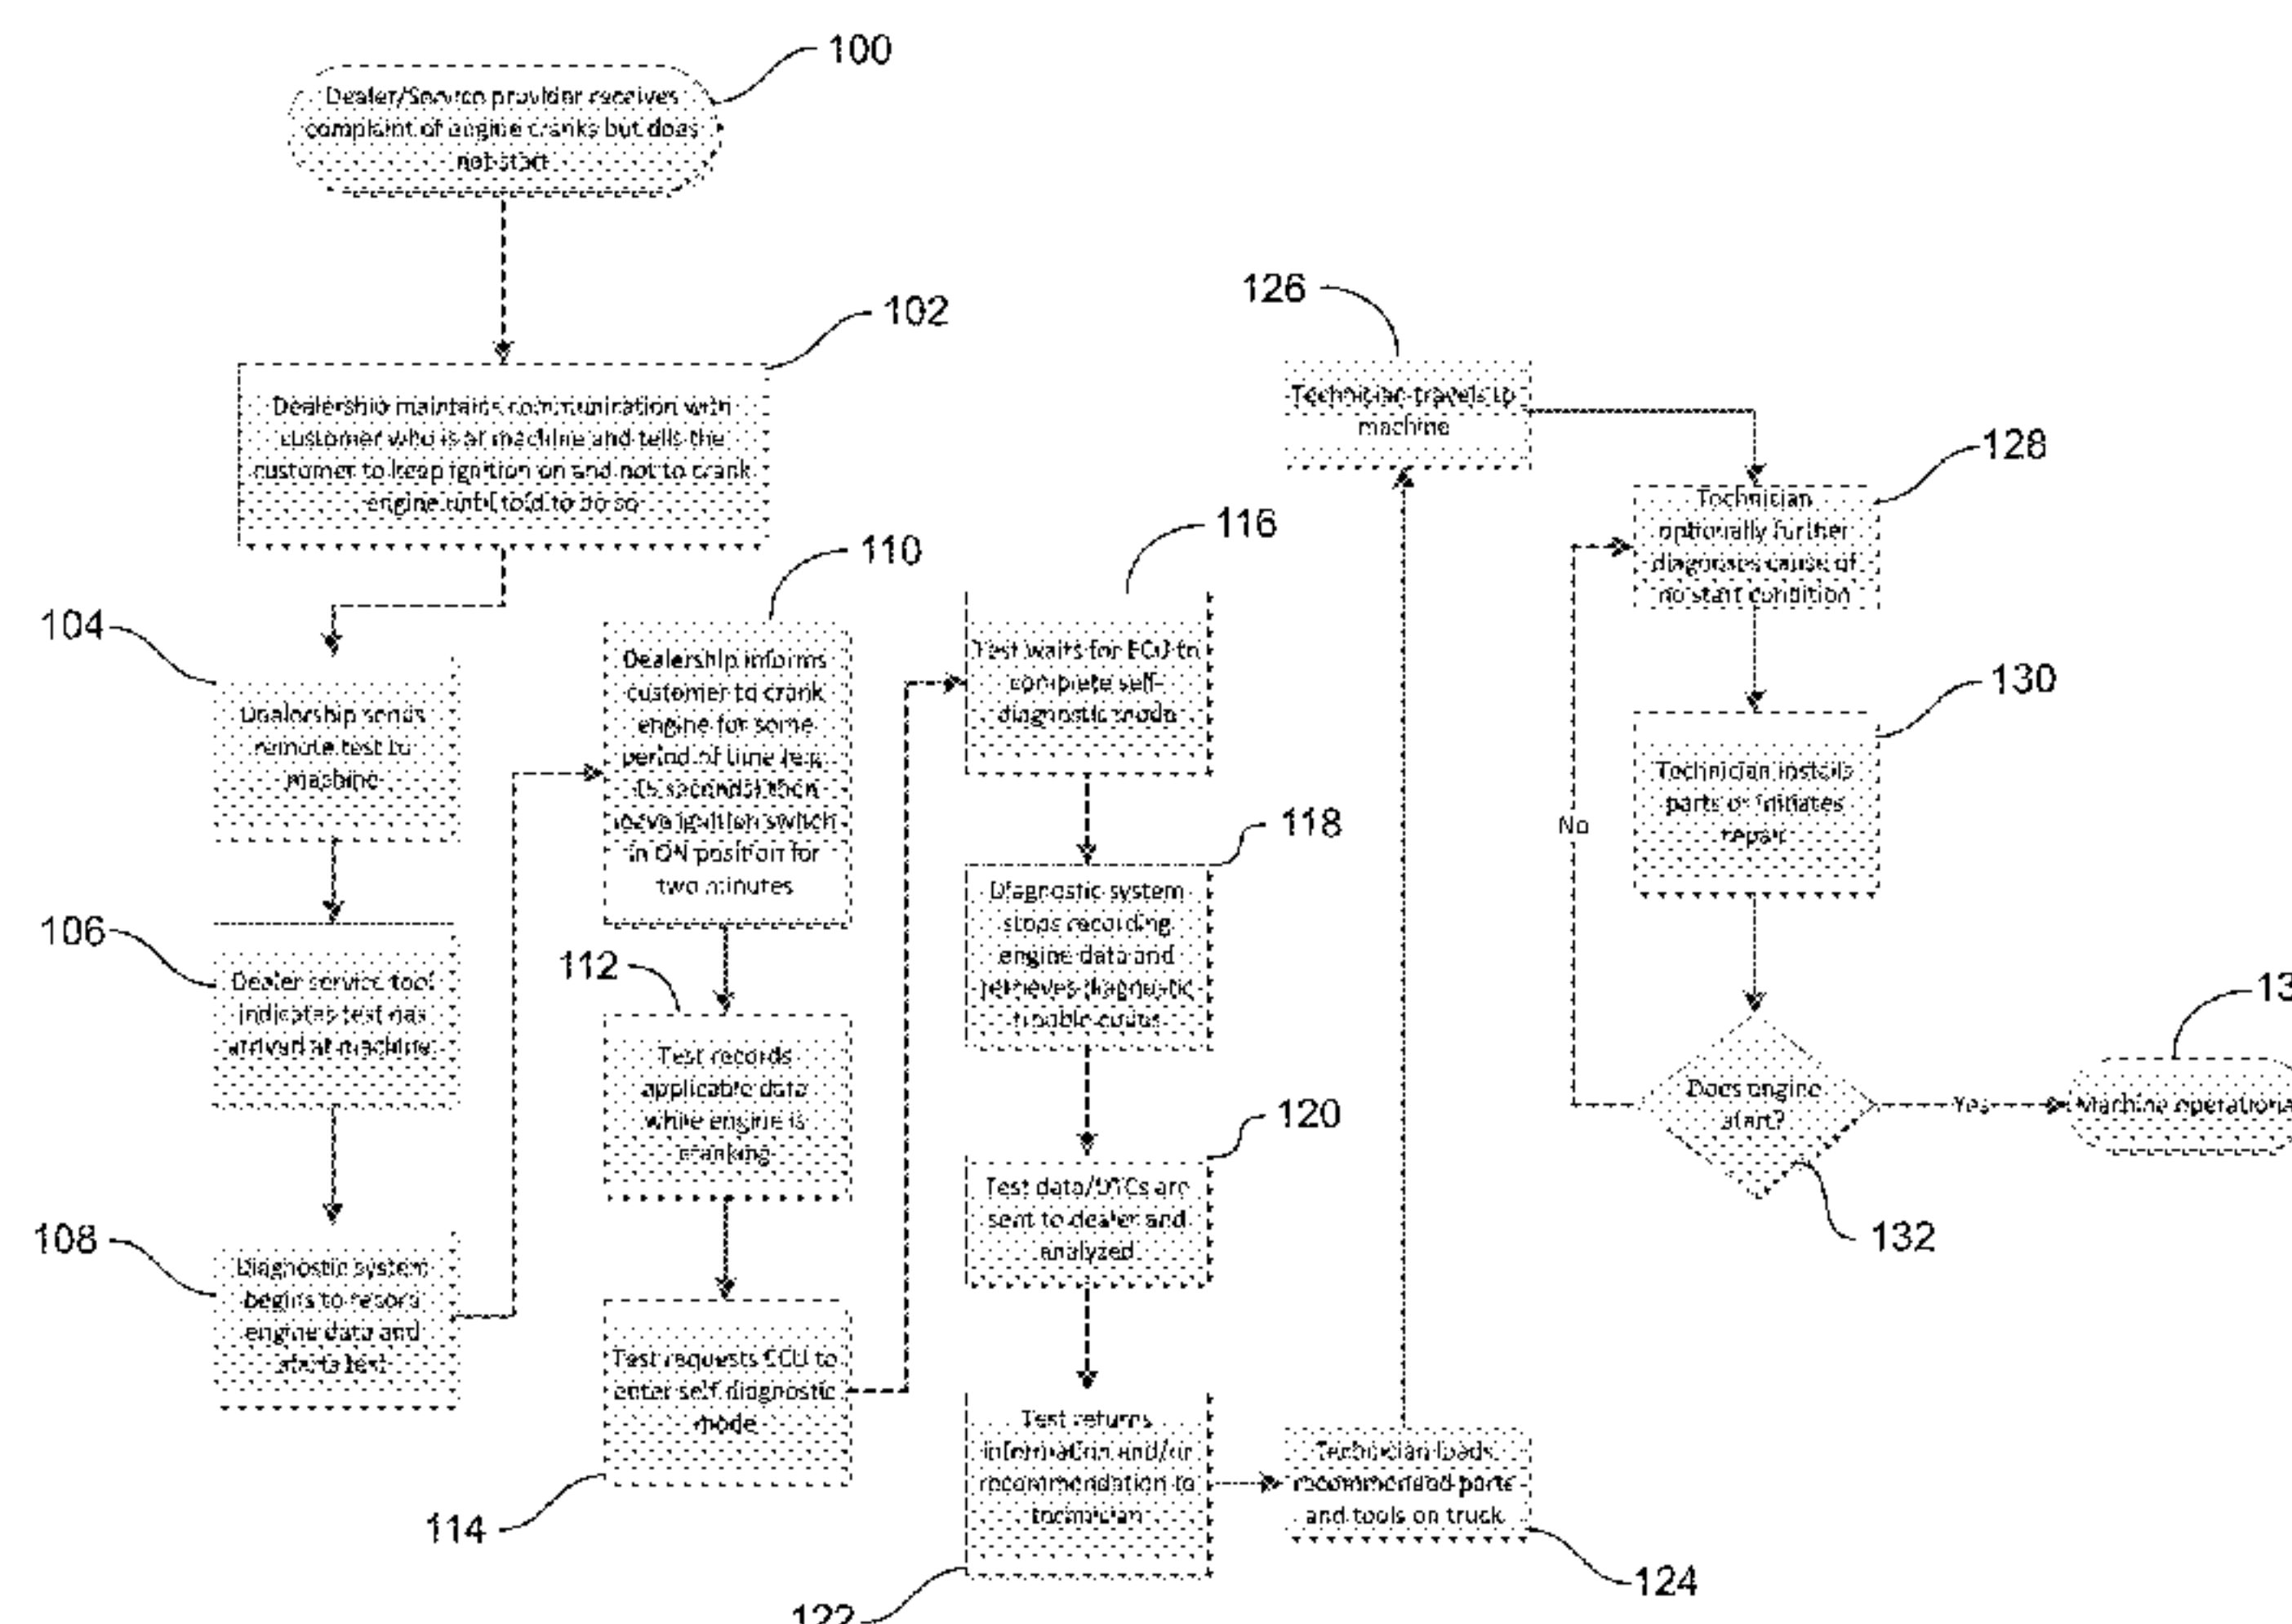 100
Dealer/Service provider receives
complaint of engine cranks but does
not start
102
Dealership maintains communication with
customer who is at machine and tells the
customer to keep ignition on and not to crank
engine until told to do so
104
Dealership sends
remote test to
machine
106
Dealer service tool
indicates test has
arrived at machine
108
Diagnostic system
begins to record
engine data and
starts test
110
Dealership informs
customer to crank
engine for some
period of time (e.g.
15 seconds) then
leave ignition switch
in ON position for
two minutes
112
Test records
applicable data
while engine is
cranking
Test requests ECU to
enter self diagnostic
mode
114
116
Test waits for ECU to
complete self-
diagnostic mode
118
Diagnostic system
stops recording
engine data and
retrieves diagnostic
trouble codes
120
Test data/DTCs are
sent to dealer and
analyzed
Test returns
information and/or
recommendation to
technician
122
Technician loads
recommended parts
and tools on truck
124
126
Technician travels to
machine
128
Technician
optionally further
diagnoses cause of
no start condition
130
Technician installs
parts or initiates
repair
No
Does engine
start?
132
Yes
13
Machine operationa